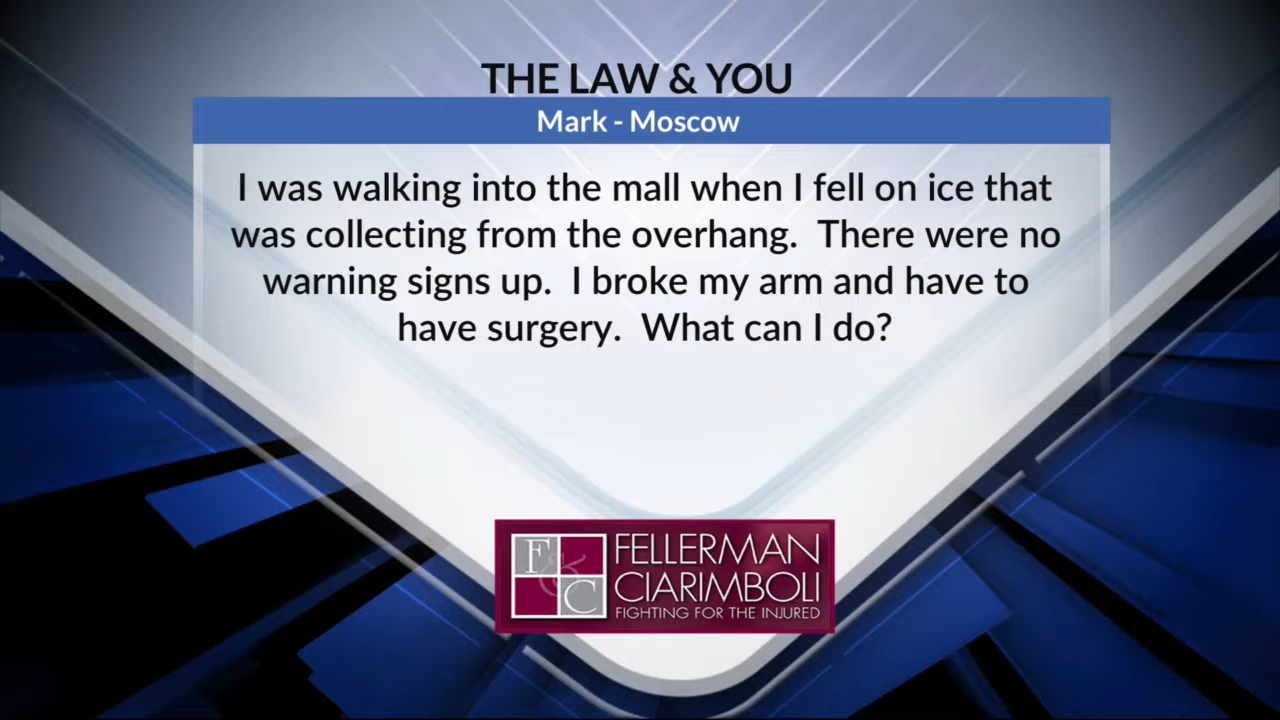 THE LAW & YOU
Mark - Moscow
I was walking into the mall when I fell on ice that
was collecting from the overhang.  There were no
warning signs up.  I broke my arm and have to
have surgery.  What can I do?
F & C
FELLERMAN
CIARIMBOLI
FIGHTING FOR THE INJURED